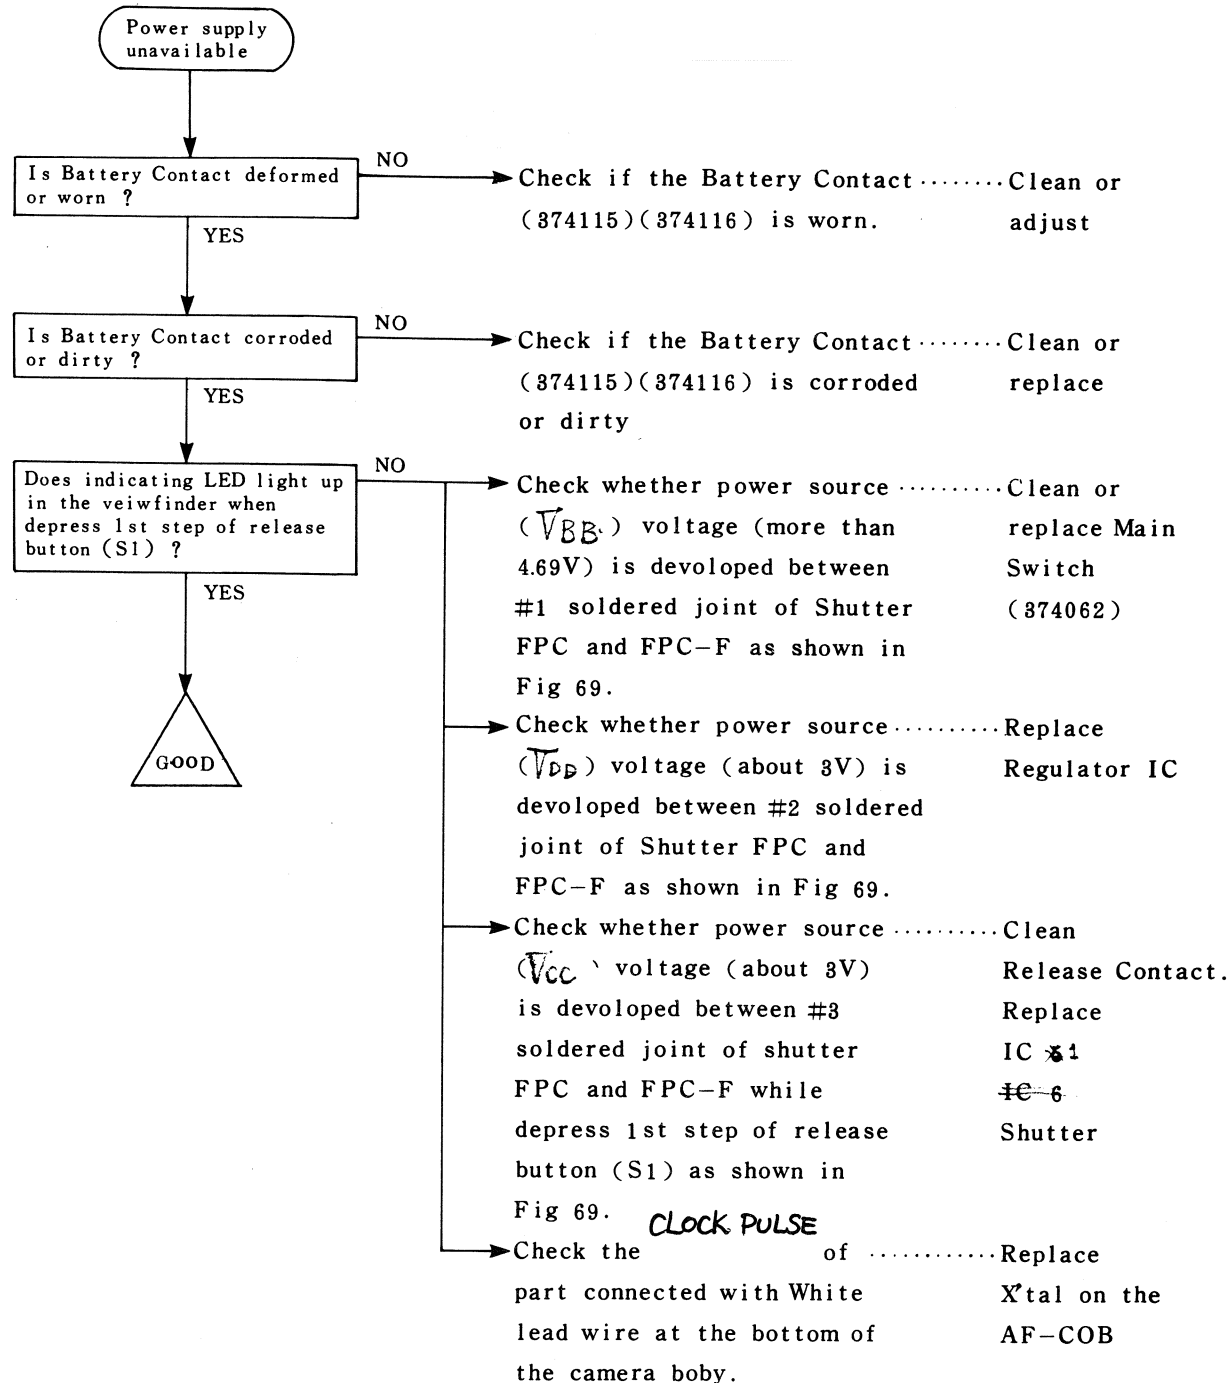 Power supply
unavailable
Is Battery Contact deformed
or worn ?
NO
Check if the Battery Contact ········ Clean or
(374115)(374116) is worn. adjust
YES
Is Battery Contact corroded
or dirty ?
NO
Check if the Battery Contact ········ Clean or
(374115)(374116) is corroded replace
or dirty
YES
Does indicating LED light up
in the veiwfinder when
depress 1st step of release
button (S1) ?
NO
Check whether power source ·········· Clean or
(VBB) voltage (more than replace Main
4.69V) is devoloped between Switch
#1 soldered joint of Shutter (374062)
FPC and FPC-F as shown in
Fig 69.
YES
GOOD
Check whether power source ·········· Replace
(VDD) voltage (about 3V) is Regulator IC
devoloped between #2 soldered
joint of Shutter FPC and
FPC-F as shown in Fig 69.
Check whether power source ·········· Clean
(VCC voltage (about 3V) Release Contact.
is devoloped between #3 Replace
soldered joint of shutter IC 1
FPC and FPC-F while IC-6
depress 1st step of release Shutter
button (S1) as shown in
Fig 69.
CLOCK PULSE
Check the of ············ Replace
part connected with White X'tal on the
lead wire at the bottom of AF-COB
the camera boby.